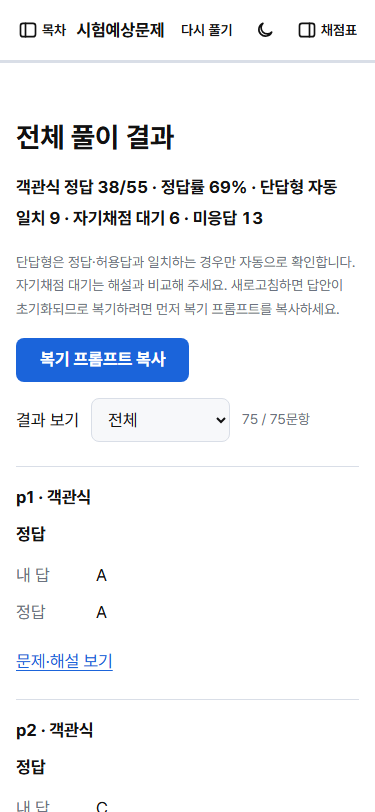 목차 시험예상문제 다시 풀기 채점표
전체 풀이 결과
객관식 정답 38/55 · 정답률 69% · 단답형 자동
일치 9 · 자기채점 대기 6 · 미응답 13
단답형은 정답·허용답과 일치하는 경우만 자동으로 확인합니다.
자기채점 대기는 해설과 비교해 주세요. 새로고침하면 답안이
초기화되므로 복기하려면 먼저 복기 프롬프트를 복사하세요.
복기 프롬프트 복사
결과 보기 전체 75 / 75문항
p1 · 객관식
정답
내 답 A
정답 A
문제·해설 보기
p2 · 객관식
정답
내 답 C